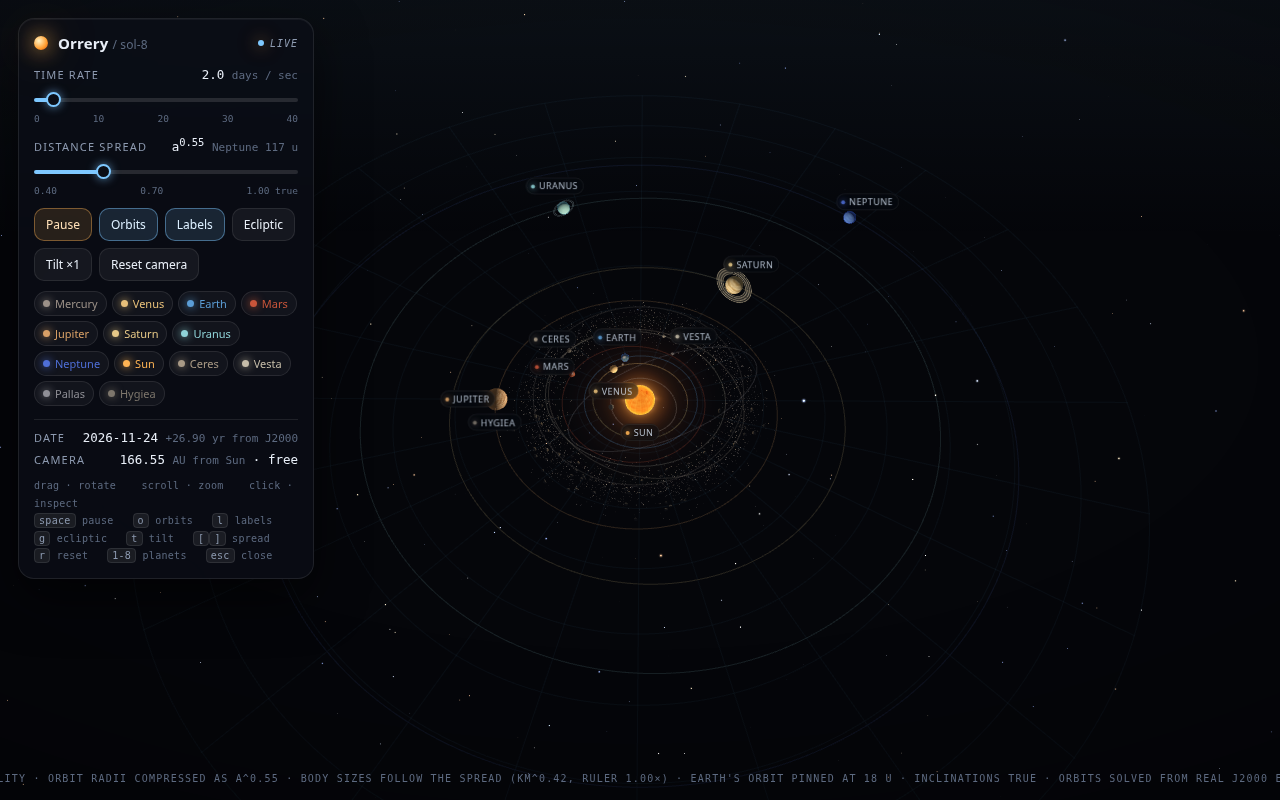 Orrery / sol-8 LIVE
TIME RATE 2.0 days / sec
0 10 20 30 40
DISTANCE SPREAD a^0.55 Neptune 117 u
0.40 0.70 1.00 true
Pause Orbits Labels Ecliptic
Tilt ×1 Reset camera
Mercury Venus Earth Mars
Jupiter Saturn Uranus
Neptune Sun Ceres Vesta
Pallas Hygiea
DATE 2026-11-24 +26.90 yr from J2000
CAMERA 166.55 AU from Sun · free
drag · rotate scroll · zoom click ·
inspect
space pause o orbits l labels
g ecliptic t tilt [ ] spread
r reset 1-8 planets esc close
URANUS
NEPTUNE
SATURN
CERES
EARTH
VESTA
MARS
VENUS
JUPITER
HYGIEA
SUN
LITY · ORBIT RADII COMPRESSED AS A^0.55 · BODY SIZES FOLLOW THE SPREAD (KM^0.42, RULER 1.00×) · EARTH'S ORBIT PINNED AT 18 U · INCLINATIONS TRUE · ORBITS SOLVED FROM REAL J2000 E